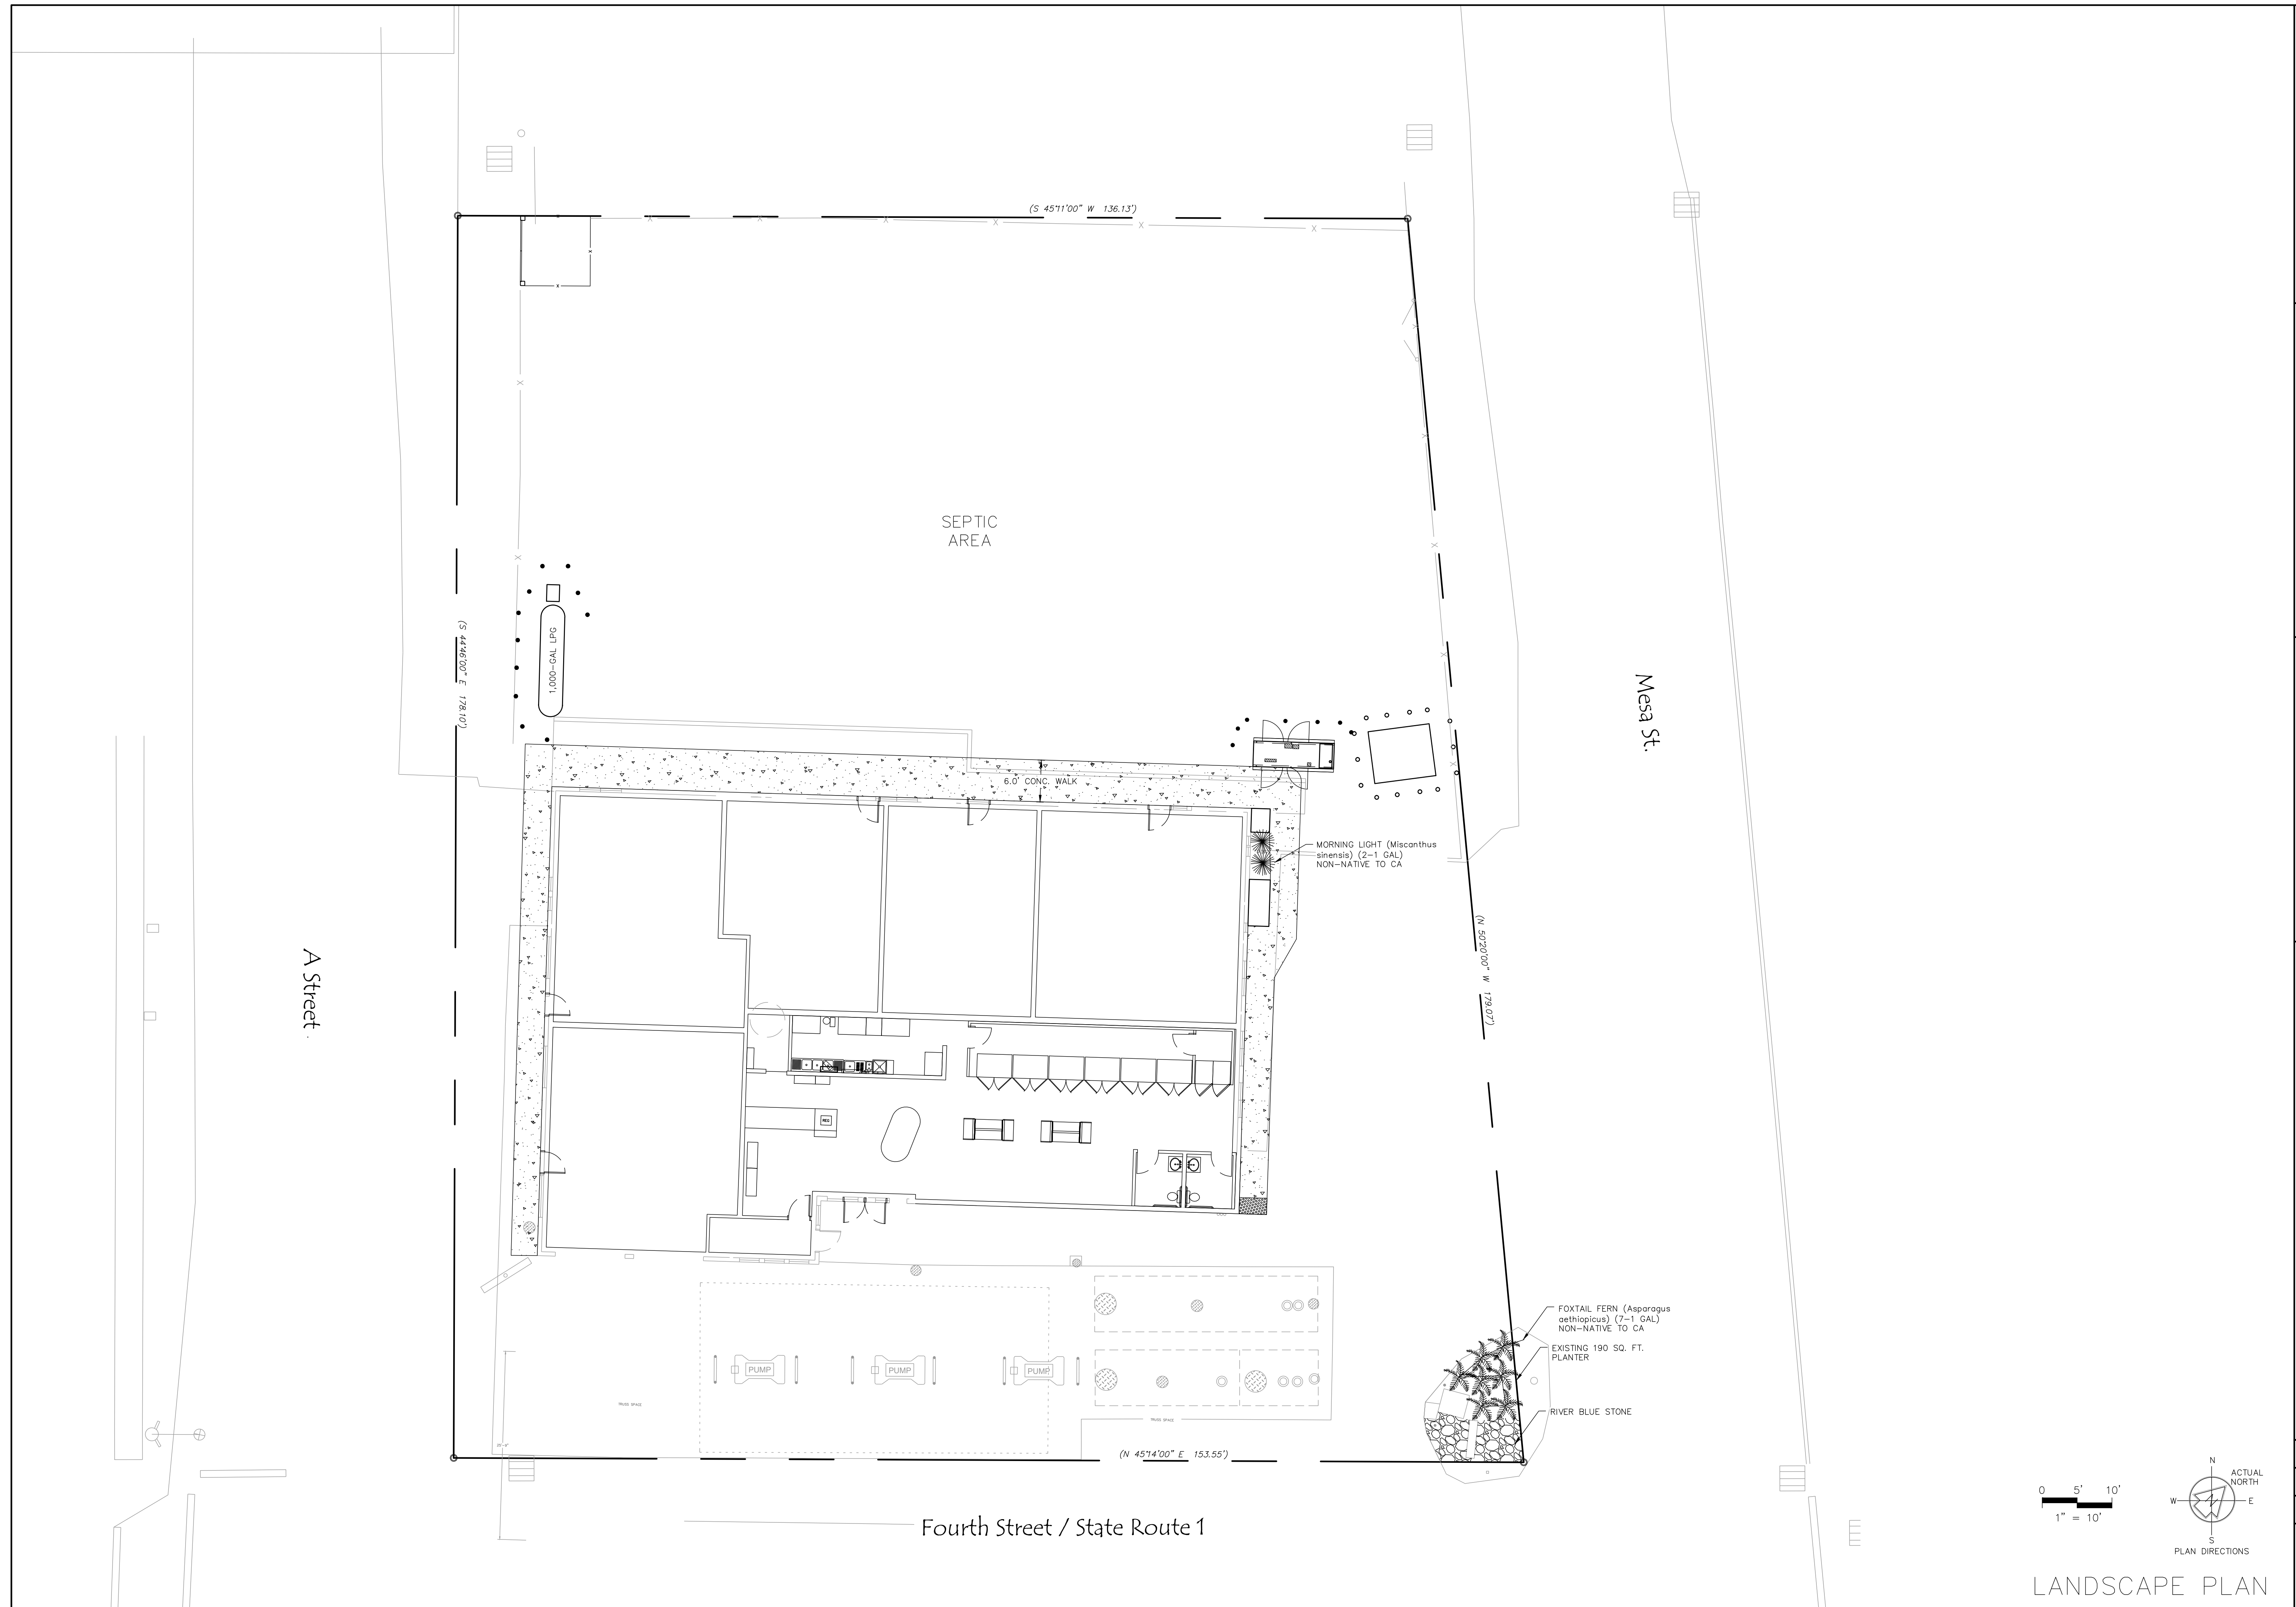 (S 45°11'00" W 136.13')
SEPTIC
AREA
1,000-GAL LPG
(S 44°46'00" E 178.10')
Mesa St.
6.0' CONC. WALK
MORNING LIGHT (Miscanthus
sinensis) (2-1 GAL)
NON-NATIVE TO CA
(N 50°20'00" W 179.07')
A Street
REG
FOXTAIL FERN (Asparagus
aethiopicus) (7-1 GAL)
NON-NATIVE TO CA
EXISTING 190 SQ. FT.
PLANTER
PUMP
PUMP
PUMP
RIVER BLUE STONE
(N 45°14'00" E 153.55')
Fourth Street / State Route 1
0 5' 10'
1" = 10'
N
ACTUAL
NORTH
W
E
S
PLAN DIRECTIONS
LANDSCAPE PLAN